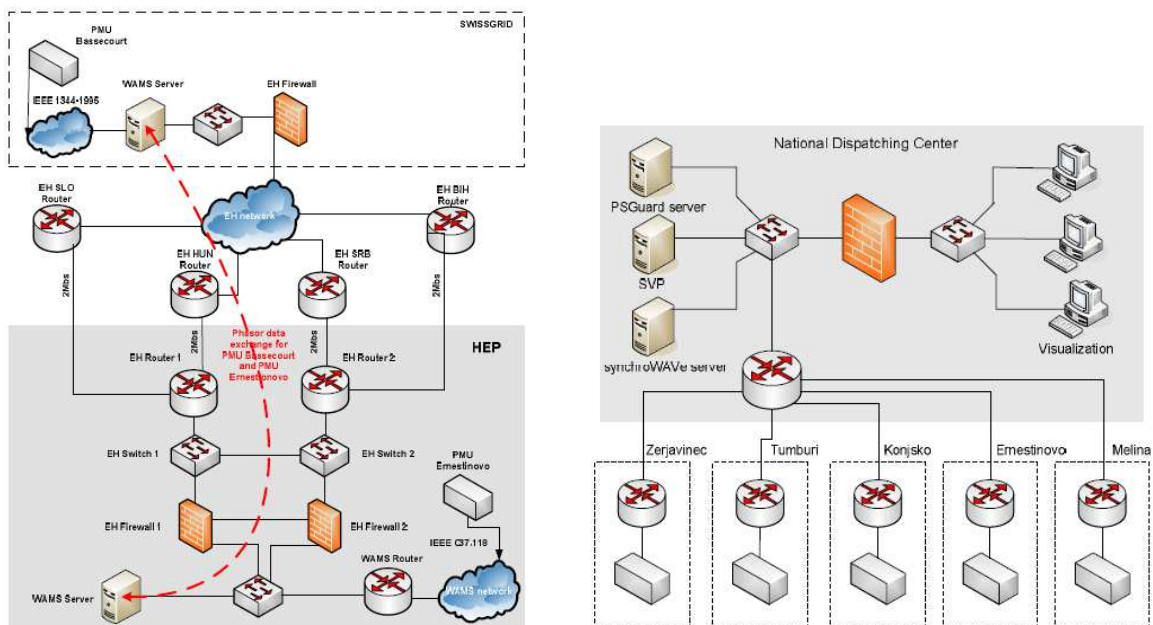 SWISSGRID
PMU
Bassecourt
WAMS Server
EH Firewall
IEEE 1344-1995
EH SLO
Router
EH network
EH BIH
Router
EH HUN
Router
EH SRB
Router
2Mbs
2Mbs
2Mbs
2Mbs
Phasor data
exchange for
PMU Bassecourt
and PMU
Ernestionovo
HEP
EH Router 1
EH Router 2
EH Switch 1
EH Switch 2
PMU
Ernestinovo
EH Firewall 1
EH Firewall 2
IEEE C37.118
WAMS Router
WAMS Server
WAMS network
National Dispatching Center
PSGuard server
SVP
synchroWAVe server
Visualization
Zerjavinec
Tumburi
Konjsko
Ernestinovo
Melina